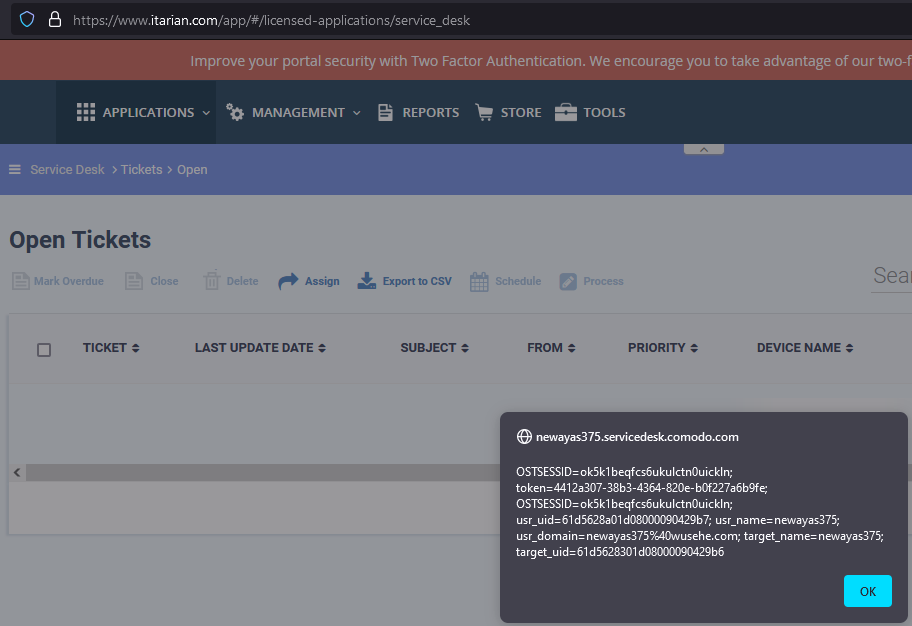 https://www.itarian.com/app/#/licensed-applications/service_desk
Improve your portal security with Two Factor Authentication. We encourage you to take advantage of our two-f
APPLICATIONS MANAGEMENT REPORTS STORE TOOLS
Service Desk > Tickets > Open
Open Tickets
Mark Overdue Close Delete Assign Export to CSV Schedule Process Sear
TICKET LAST UPDATE DATE SUBJECT FROM PRIORITY DEVICE NAME
newayas375.servicedesk.comodo.com
OSTSESSID=ok5k1beqfcs6ukulctn0uickln;
token=4412a307-38b3-4364-820e-b0f227a6b9fe;
OSTSESSID=ok5k1beqfcs6ukulctn0uickln;
usr_uid=61d5628a01d08000090429b7; usr_name=newayas375;
usr_domain=newayas375%40wusehe.com; target_name=newayas375;
target_uid=61d5628301d08000090429b6
OK